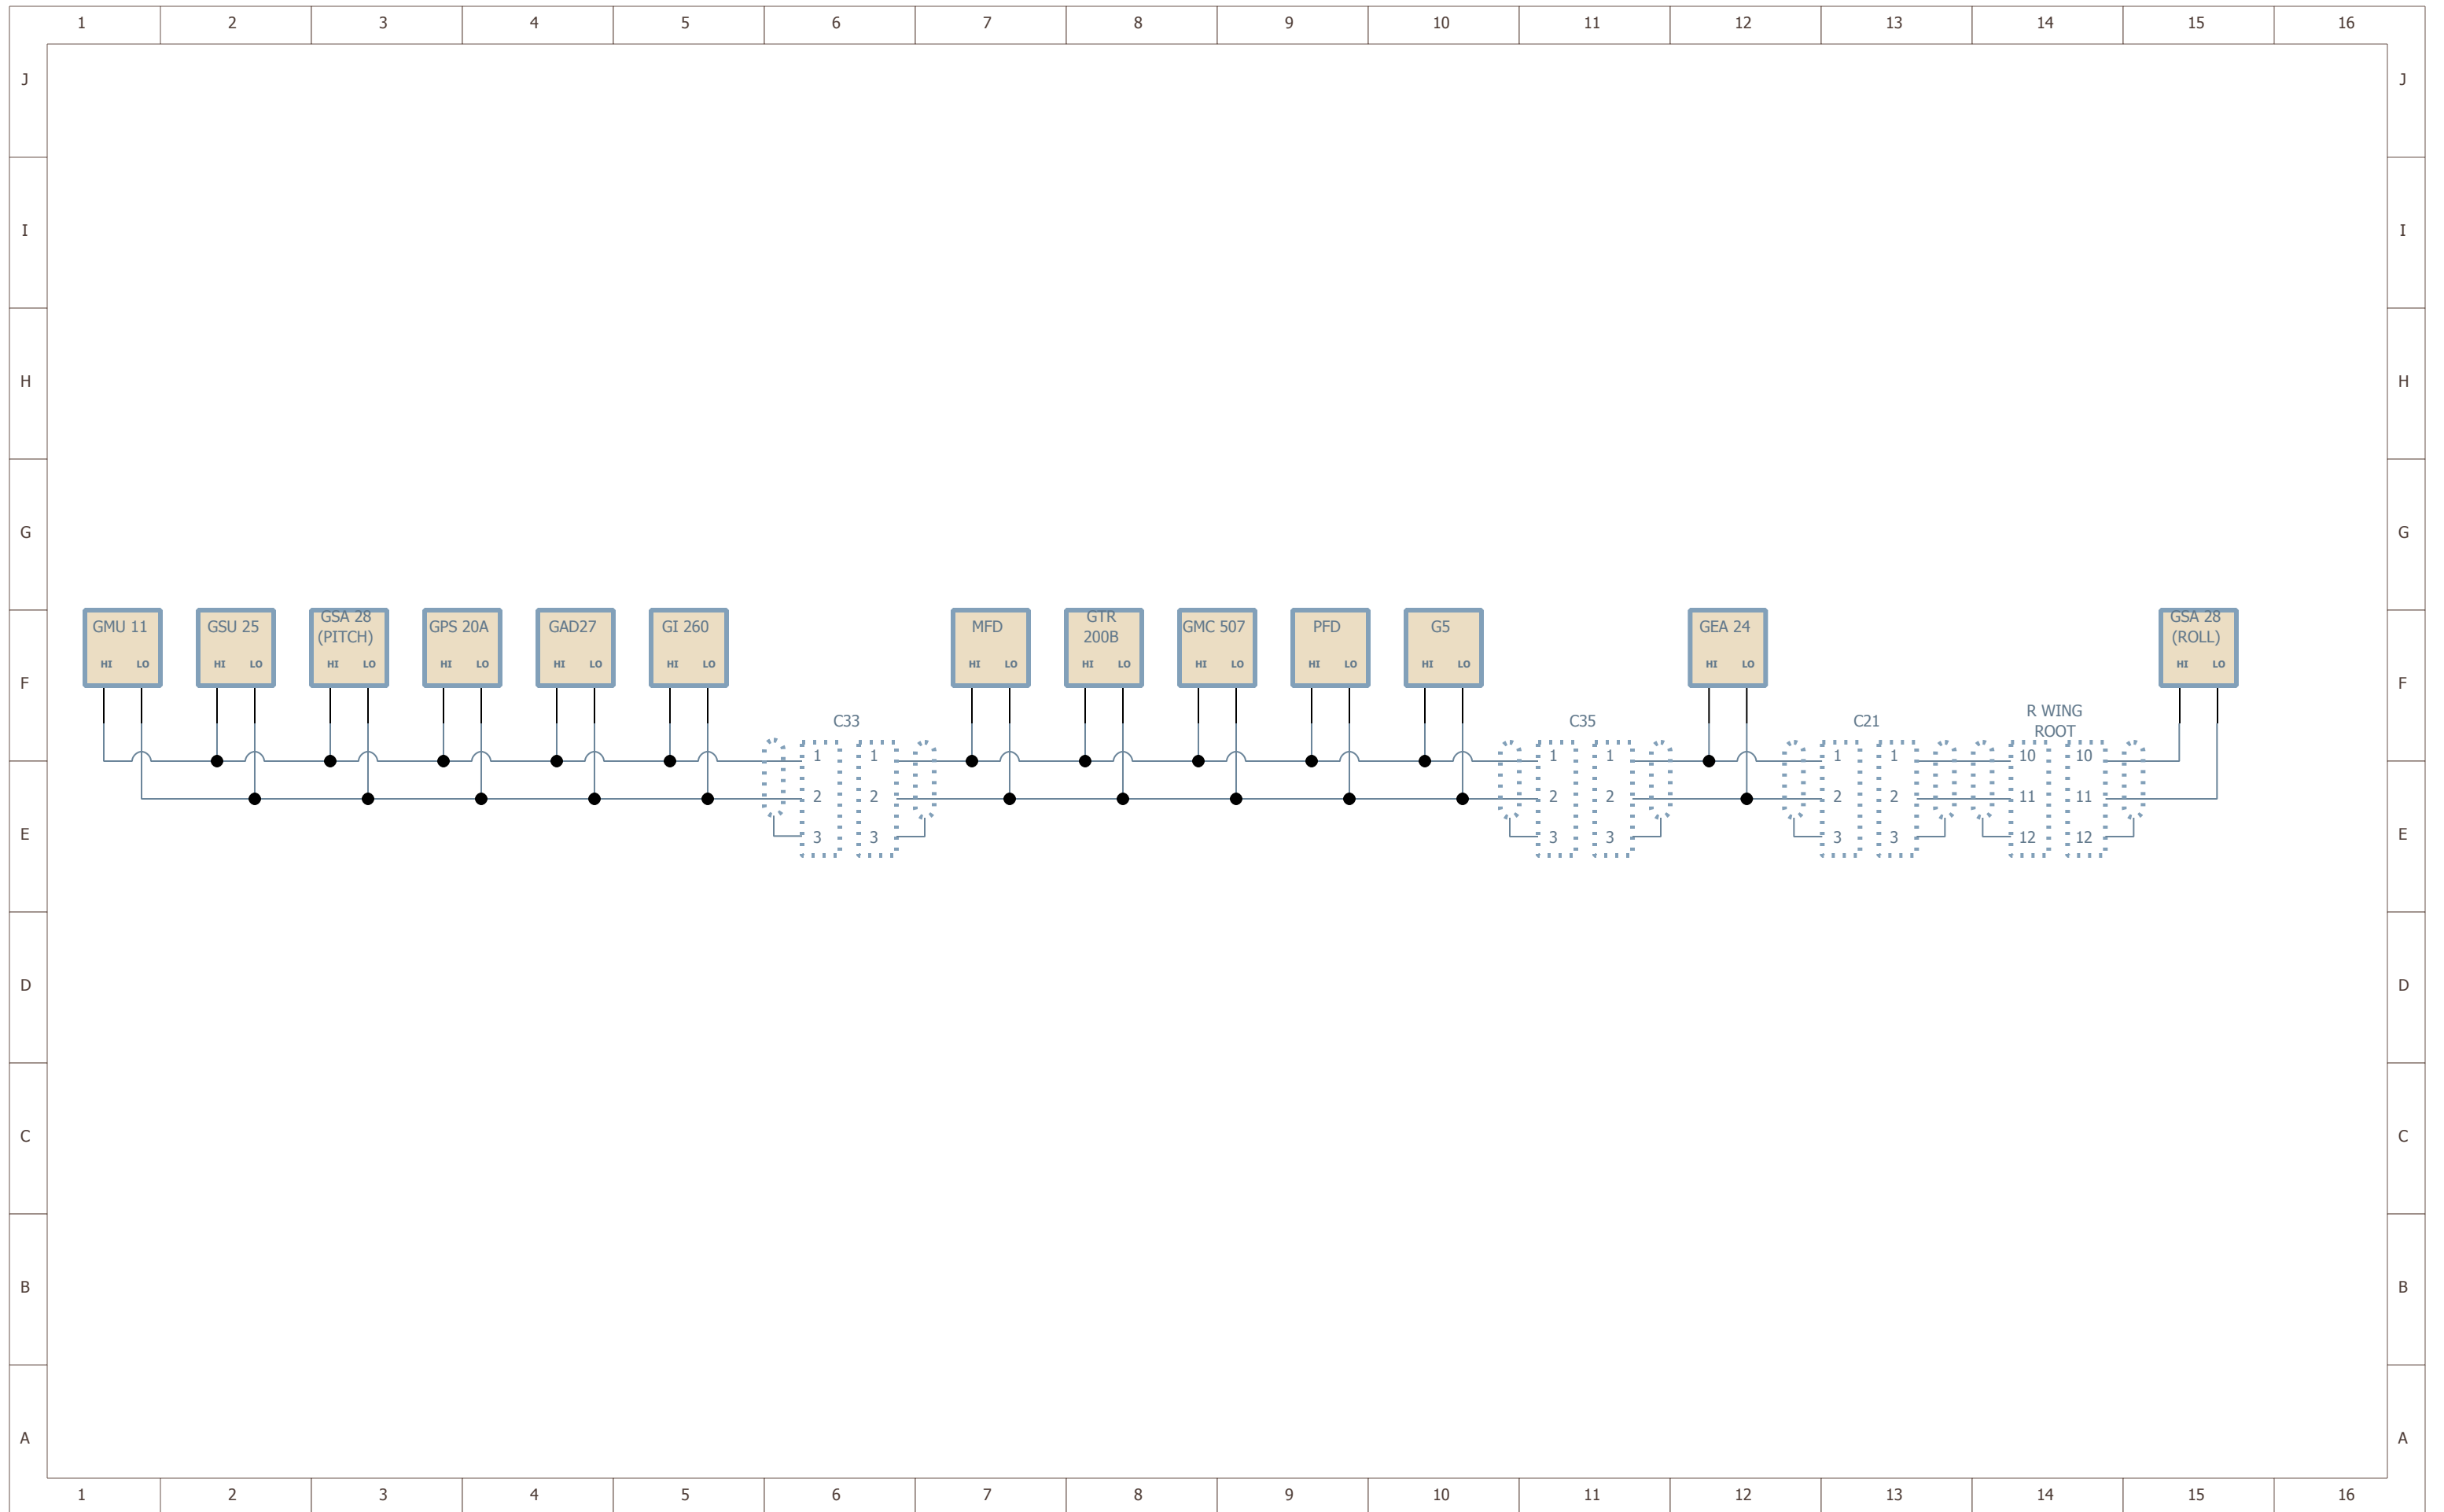 1 2 3 4 5 6 7 8 9 10 11 12 13 14 15 16
J J
I I
H H
G G
GMU 11
HI LO
GSU 25
HI LO
GSA 28
(PITCH)
HI LO
GPS 20A
HI LO
GAD27
HI LO
GI 260
HI LO
MFD
HI LO
GTR
200B
HI LO
GMC 507
HI LO
PFD
HI LO
G5
HI LO
GEA 24
HI LO
GSA 28
(ROLL)
HI LO
F F
C33
1 1
2 2
3 3
C35
1 1
2 2
3 3
C21
1 1
2 2
3 3
R WING
ROOT
10 10
11 11
12 12
E E
D D
C C
B B
A A
1 2 3 4 5 6 7 8 9 10 11 12 13 14 15 16